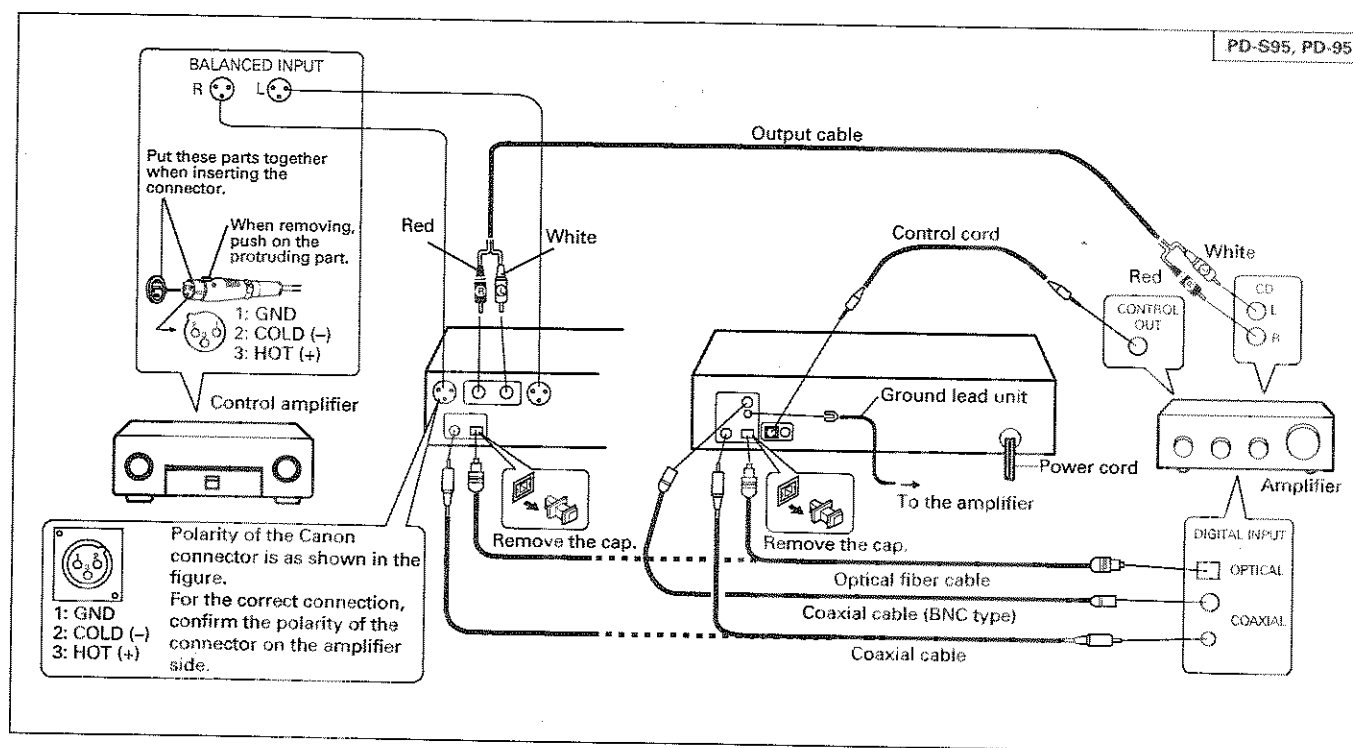 PD-S95, PD-95
BALANCED INPUT
R
L
Put these parts together
when inserting the
connector.
When removing,
push on the
protruding part.
1: GND
2: COLD (–)
3: HOT (+)
Control amplifier
Output cable
Red
White
Control cord
White
Red
CONTROL
OUT
CD
L
R
Ground lead unit
Power cord
To the amplifier
Amplifier
Remove the cap.
Remove the cap.
Optical fiber cable
Coaxial cable (BNC type)
Coaxial cable
DIGITAL INPUT
OPTICAL
COAXIAL
1: GND
2: COLD (–)
3: HOT (+)
Polarity of the Canon
connector is as shown in the
figure.
For the correct connection,
confirm the polarity of the
connector on the amplifier
side.